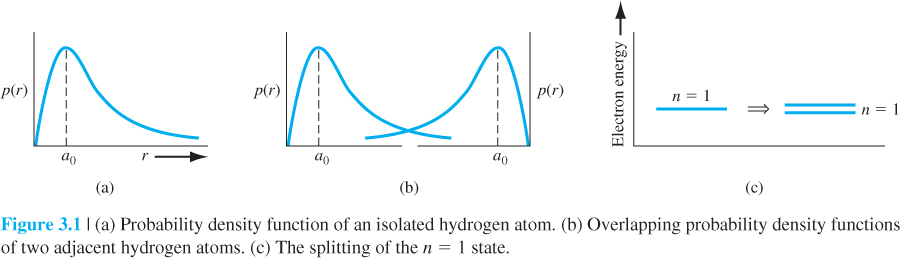 p(r)
a0
r
(a)
p(r)
a0
a0
p(r)
(b)
Electron energy
n = 1
⇒
n = 1
(c)
Figure 3.1 | (a) Probability density function of an isolated hydrogen atom. (b) Overlapping probability density functions
of two adjacent hydrogen atoms. (c) The splitting of the n = 1 state.